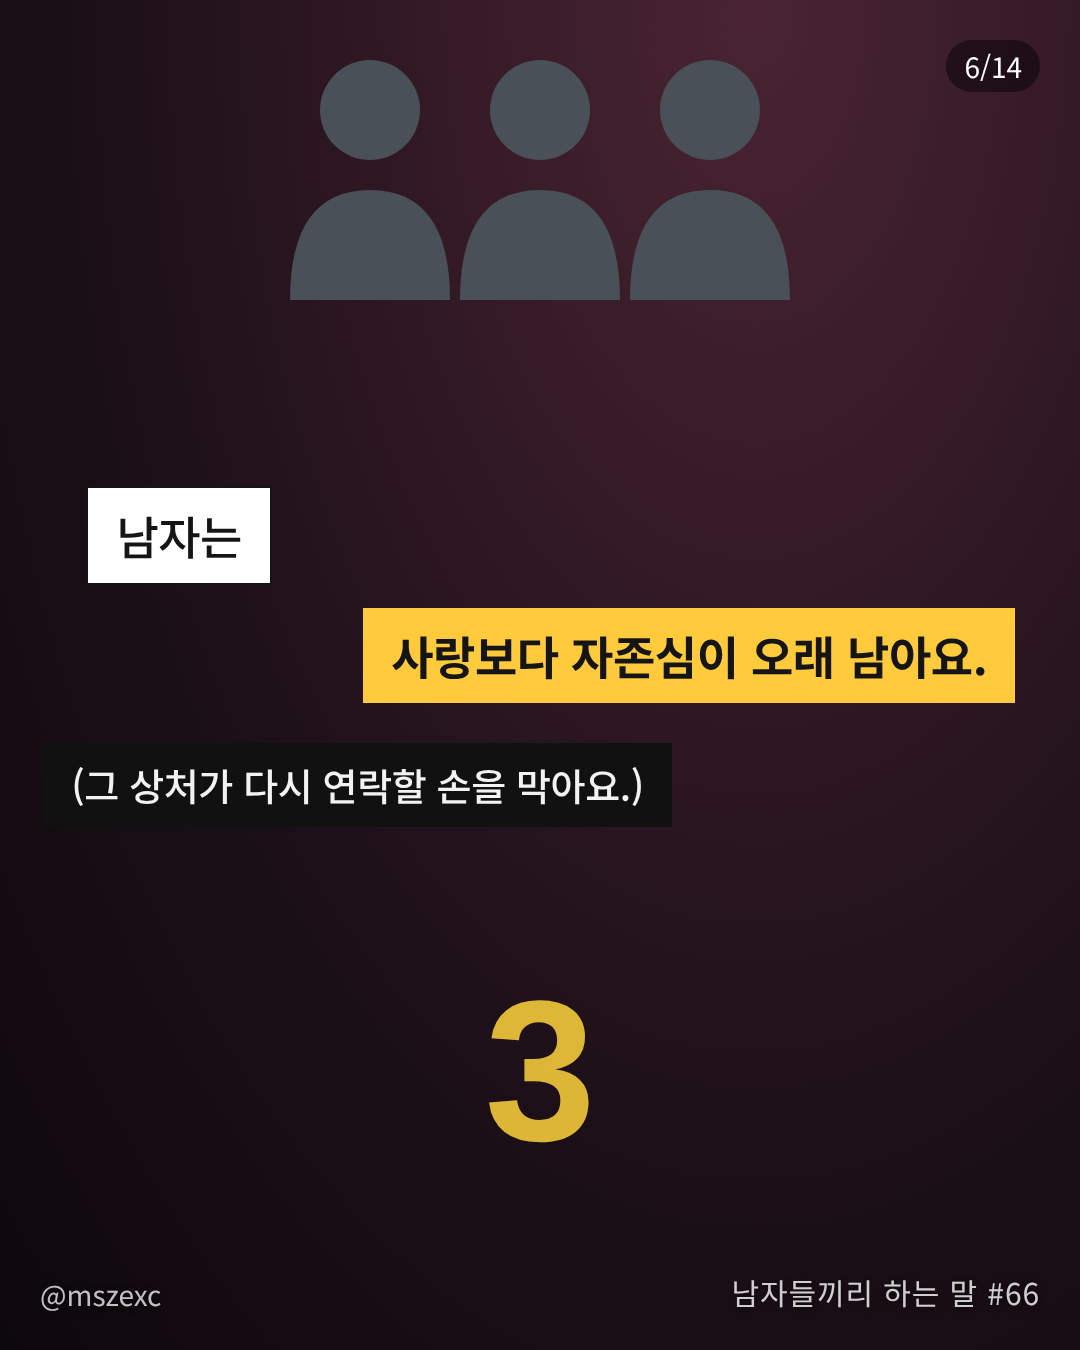 6/14
남자는
사랑보다 자존심이 오래 남아요.
(그 상처가 다시 연락할 손을 막아요.)
3
@mszexc
남자들끼리 하는 말 #66